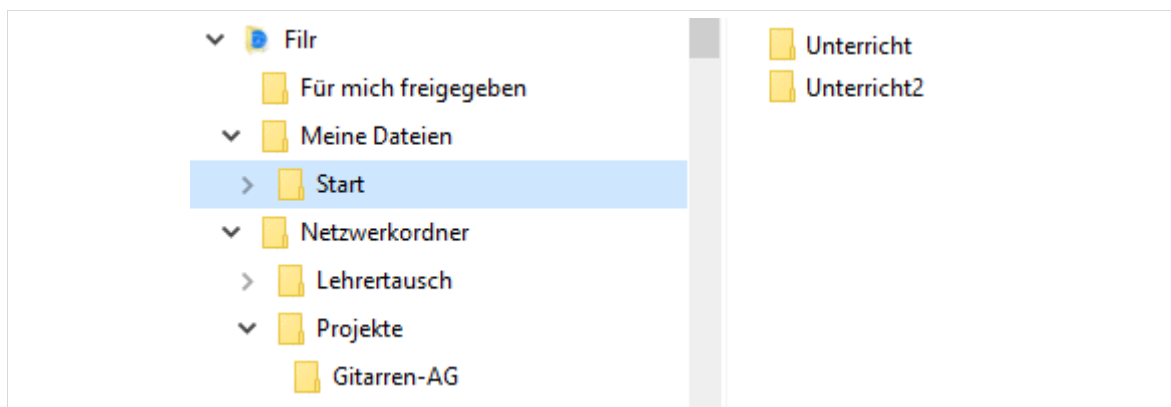 Filr
Für mich freigegeben
Meine Dateien
Start
Netzwerkordner
Lehrertausch
Projekte
Gitarren-AG
Unterricht
Unterricht2